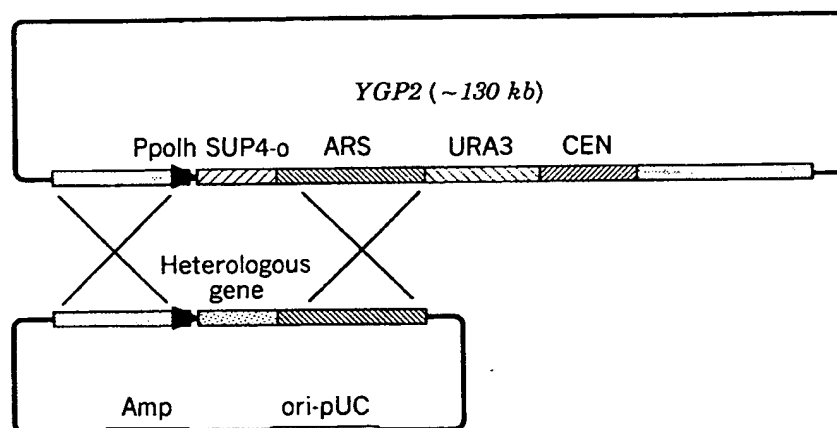 YGP2 (~130 kb)
Ppolh SUP4-o ARS URA3 CEN
Heterologous
gene
Amp ori-pUC